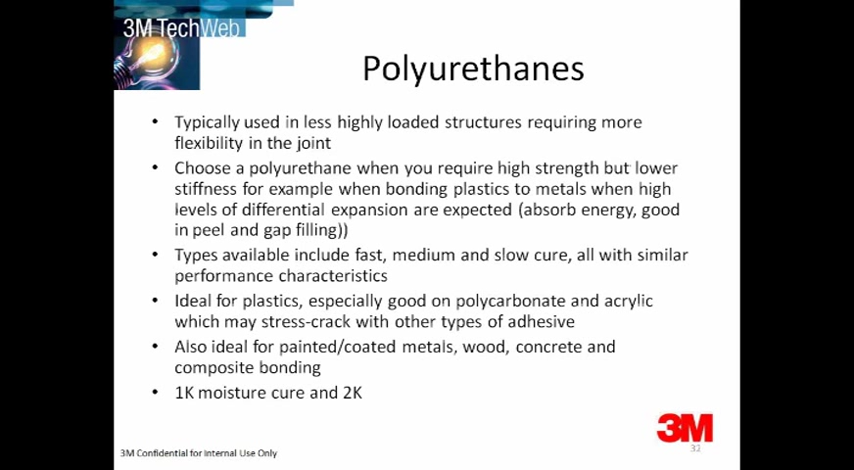 3M TechWeb
Polyurethanes
• Typically used in less highly loaded structures requiring more
flexibility in the joint
• Choose a polyurethane when you require high strength but lower
stiffness for example when bonding plastics to metals when high
levels of differential expansion are expected (absorb energy, good
in peel and gap filling))
• Types available include fast, medium and slow cure, all with similar
performance characteristics
• Ideal for plastics, especially good on polycarbonate and acrylic
which may stress-crack with other types of adhesive
• Also ideal for painted/coated metals, wood, concrete and
composite bonding
• 1K moisture cure and 2K
3M
3M Confidential for Internal Use Only